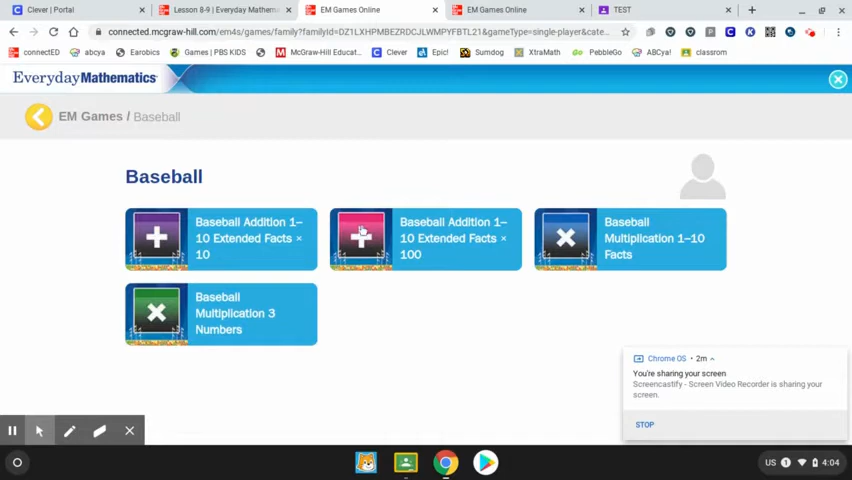 Clever | Portal
Lesson 8-9 | Everyday Mathema
EM Games Online
EM Games Online
TEST
connected.mcgraw-hill.com/em4s/games/family?familyId=DZ1LXHPMBEZRDCJLWMPYFBTL21&gameType=single-player&cate...
connectED
abcya
Earobics
Games | PBS KIDS
McGraw-Hill Educat...
Clever
Epic!
Sumdog
XtraMath
PebbleGo
ABCya!
classrom
Everyday Mathematics
EM Games / Baseball
Baseball
Baseball Addition 1–
10 Extended Facts ×
10
Baseball Addition 1–
10 Extended Facts ×
100
Baseball
Multiplication 1–10
Facts
Baseball
Multiplication 3
Numbers
Chrome OS • 2m
You're sharing your screen
Screencastify - Screen Video Recorder is sharing your
screen.
STOP
US 1 4:04